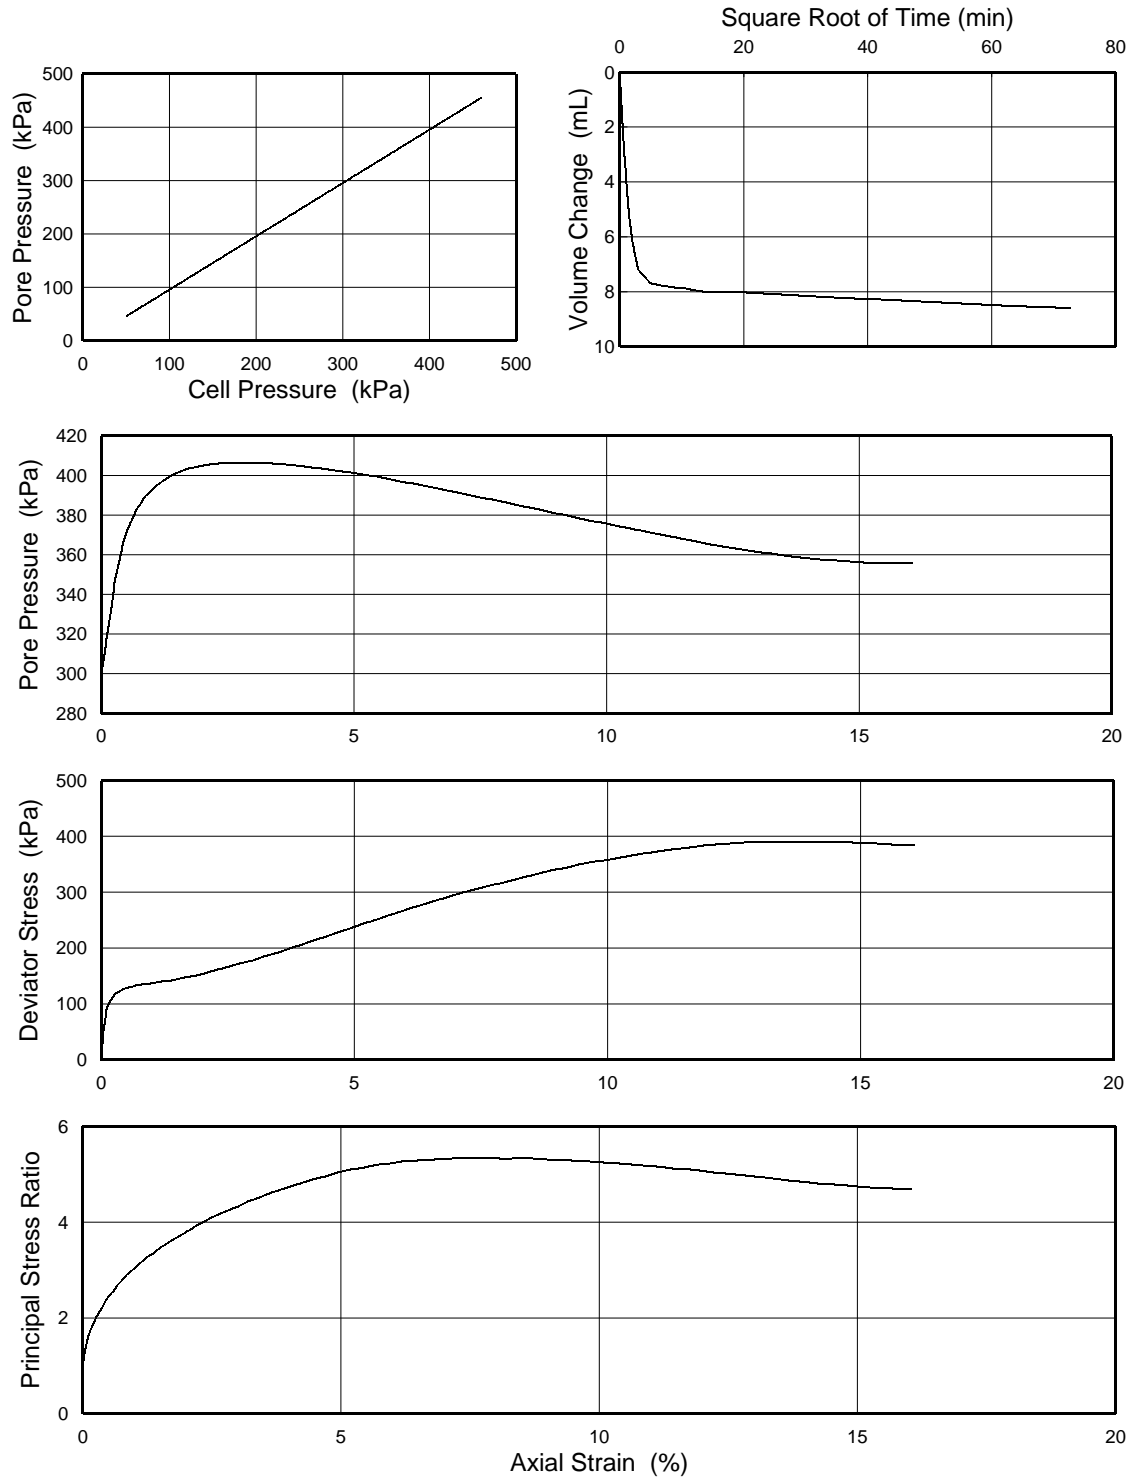 Square Root of Time (min)
0 20 40 60 80
Pore Pressure (kPa)
500
400
300
200
100
0
0 100 200 300 400 500
Cell Pressure (kPa)
Volume Change (mL)
0
2
4
6
8
10
Pore Pressure (kPa)
420
400
380
360
340
320
300
280
0 5 10 15 20
Deviator Stress (kPa)
500
400
300
200
100
0
0 5 10 15 20
Principal Stress Ratio
6
4
2
0
0 5 10 15 20
Axial Strain (%)